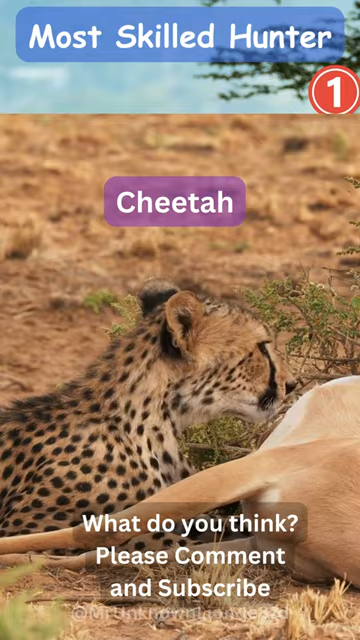 Most Skilled Hunter
1
Cheetah
What do you think?
Please Comment
and Subscribe